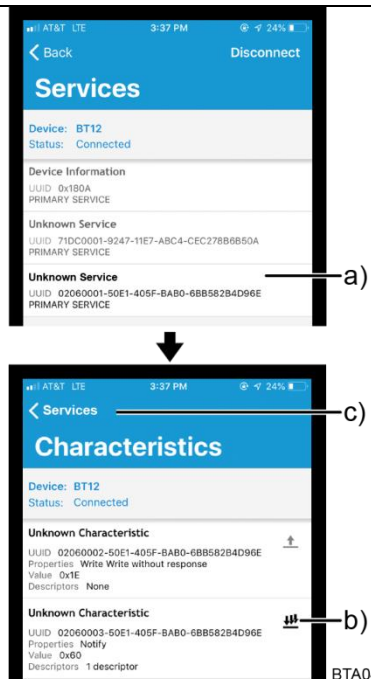 AT&T LTE 3:37 PM 24%
Back Disconnect
Services
Device: BT12
Status: Connected
Device Information
UUID 0x180A
PRIMARY SERVICE
Unknown Service
UUID 71DC0001-9247-11E7-ABC4-CEC278B6B50A
PRIMARY SERVICE
Unknown Service
a)
UUID 02060001-50E1-405F-BAB0-6BB582B4D96E
PRIMARY SERVICE
AT&T LTE 3:37 PM 24%
Services
c)
Characteristics
Device: BT12
Status: Connected
Unknown Characteristic
UUID 02060002-50E1-405F-BAB0-6BB582B4D96E
Properties Write Write without response
Value 0x1E
Descriptors None
Unknown Characteristic
b)
UUID 02060003-50E1-405F-BAB0-6BB582B4D96E
Properties Notify
Value 0x60
Descriptors 1 descriptor
BTA0